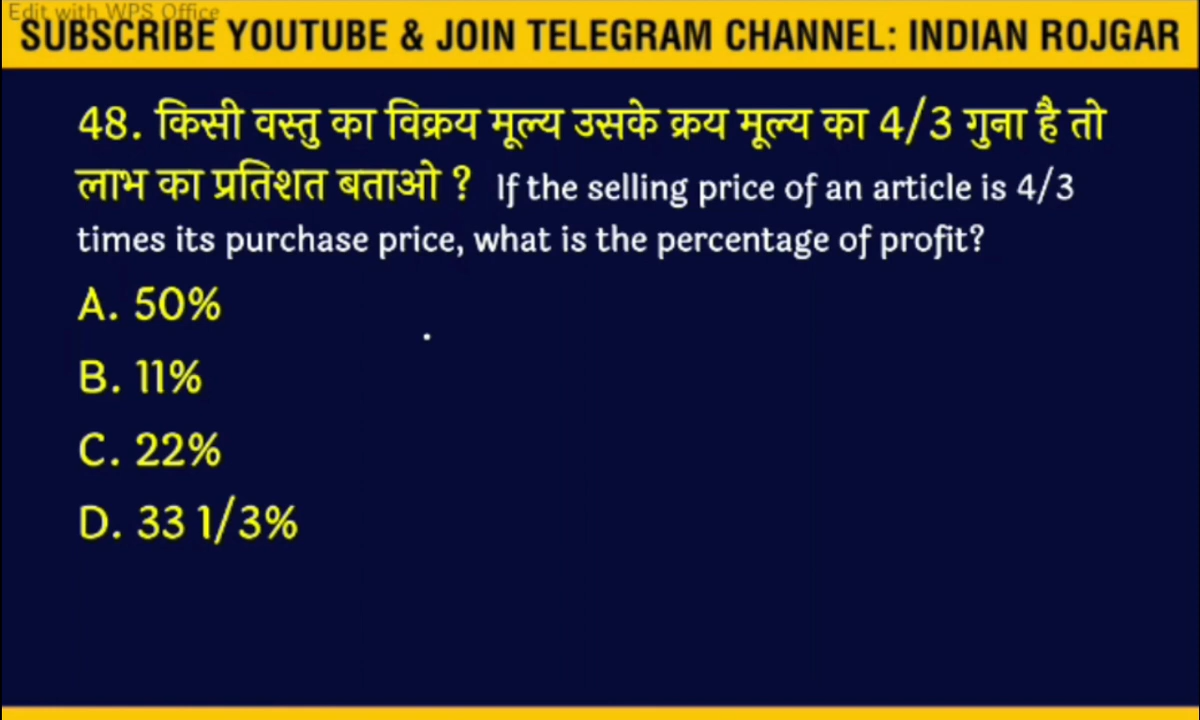 Edit with WPS Office
SUBSCRIBE YOUTUBE & JOIN TELEGRAM CHANNEL: INDIAN ROJGAR
48. किसी वस्तु का विक्रय मूल्य उसके क्रय मूल्य का 4/3 गुना है तो
लाभ का प्रतिशत बताओ ? If the selling price of an article is 4/3
times its purchase price, what is the percentage of profit?
A. 50%
B. 11%
C. 22%
D. 33 1/3%